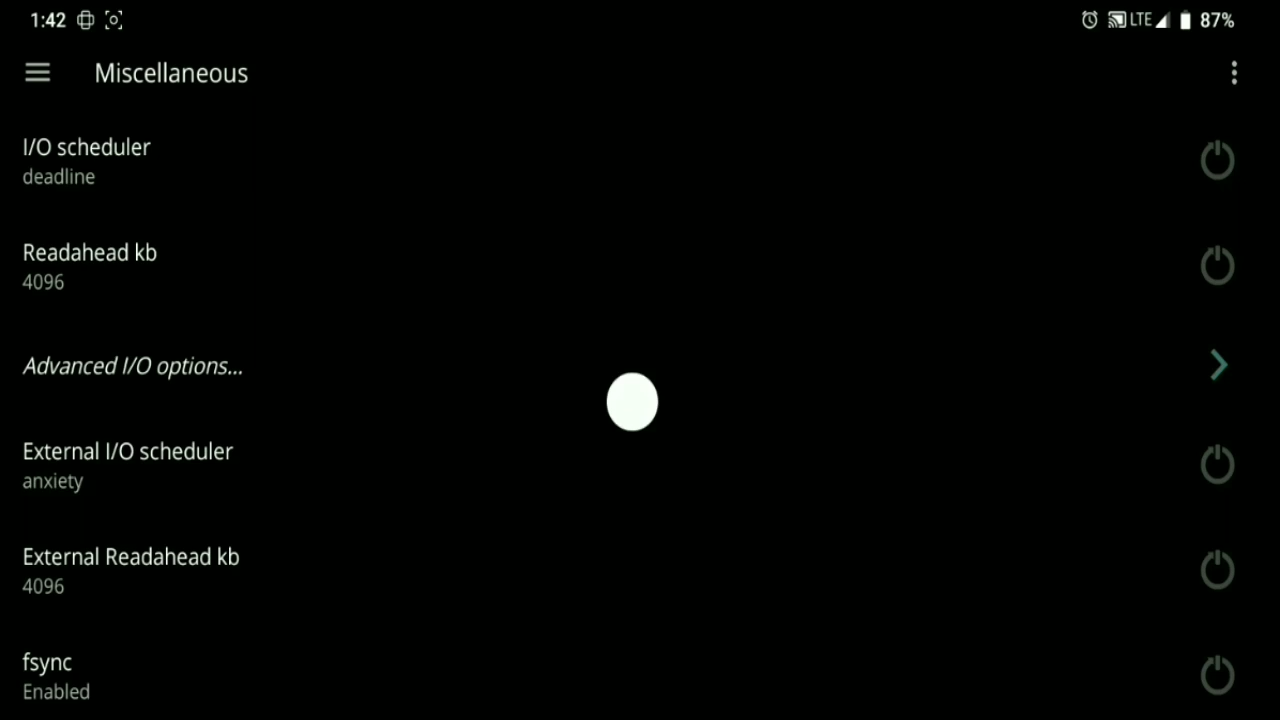 1:42 LTE 87%
Miscellaneous
I/O scheduler
deadline
Readahead kb
4096
Advanced I/O options...
External I/O scheduler
anxiety
External Readahead kb
4096
fsync
Enabled